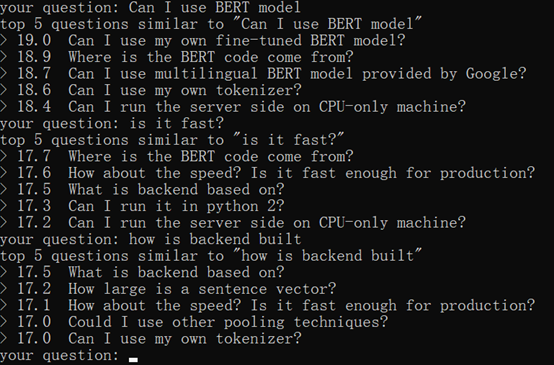 your question: Can I use BERT model
top 5 questions similar to "Can I use BERT model"
> 19.0  Can I use my own fine-tuned BERT model?
> 18.9  Where is the BERT code come from?
> 18.7  Can I use multilingual BERT model provided by Google?
> 18.6  Can I use my own tokenizer?
> 18.4  Can I run the server side on CPU-only machine?
your question: is it fast?
top 5 questions similar to "is it fast?"
> 17.7  Where is the BERT code come from?
> 17.6  How about the speed? Is it fast enough for production?
> 17.5  What is backend based on?
> 17.3  Can I run it in python 2?
> 17.2  Can I run the server side on CPU-only machine?
your question: how is backend built
top 5 questions similar to "how is backend built"
> 17.5  What is backend based on?
> 17.2  How large is a sentence vector?
> 17.1  How about the speed? Is it fast enough for production?
> 17.0  Could I use other pooling techniques?
> 17.0  Can I use my own tokenizer?
your question: